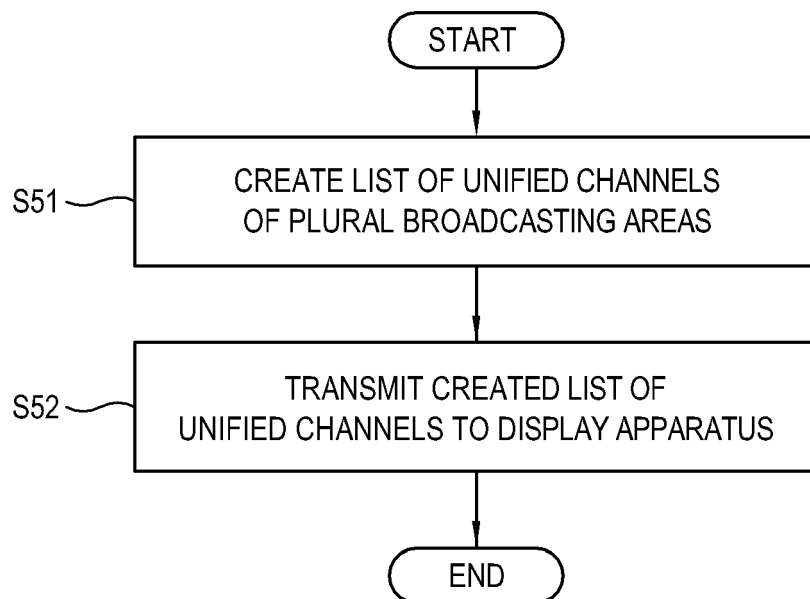 START
S51
CREATE LIST OF UNIFIED CHANNELS
OF PLURAL BROADCASTING AREAS
S52
TRANSMIT CREATED LIST OF
UNIFIED CHANNELS TO DISPLAY APPARATUS
END